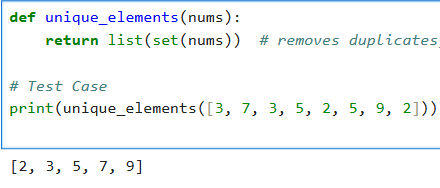 def unique_elements(nums):
    return list(set(nums))  # removes duplicates,
# Test Case
print(unique_elements([3, 7, 3, 5, 2, 5, 9, 2]))
[2, 3, 5, 7, 9]